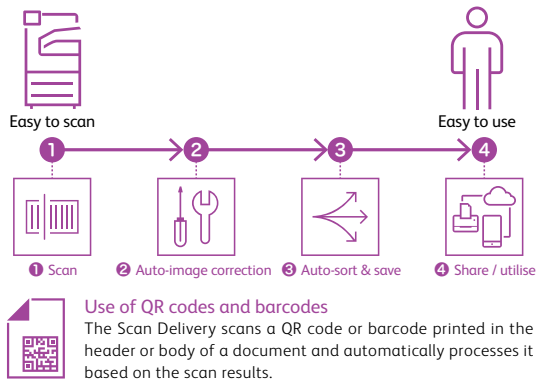 Easy to scan
Easy to use
1 2 3 4
❶ Scan
❷ Auto-image correction
❸ Auto-sort & save
❹ Share / utilise
Use of QR codes and barcodes
The Scan Delivery scans a QR code or barcode printed in the
header or body of a document and automatically processes it
based on the scan results.